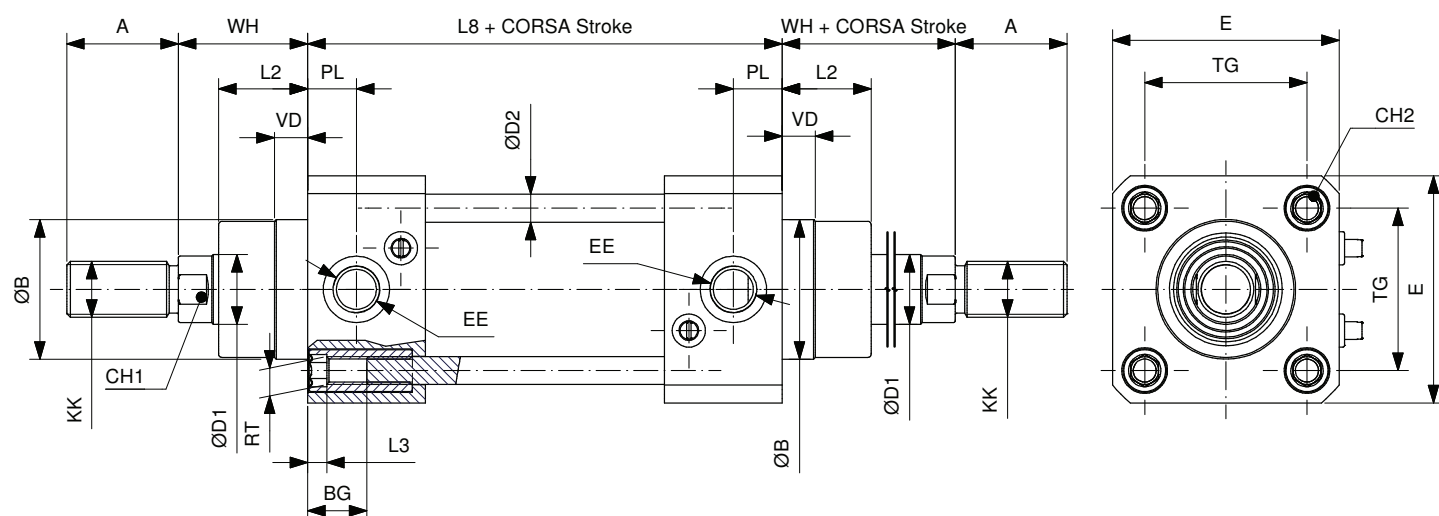 A
WH
L8 + CORSA Stroke
WH + CORSA Stroke
A
E
L2
PL
PL
L2
TG
VD
ØD2
VD
CH2
ØB
EE
EE
TG
E
CH1
KK
ØD1
RT
L3
BG
ØB
ØD1
KK